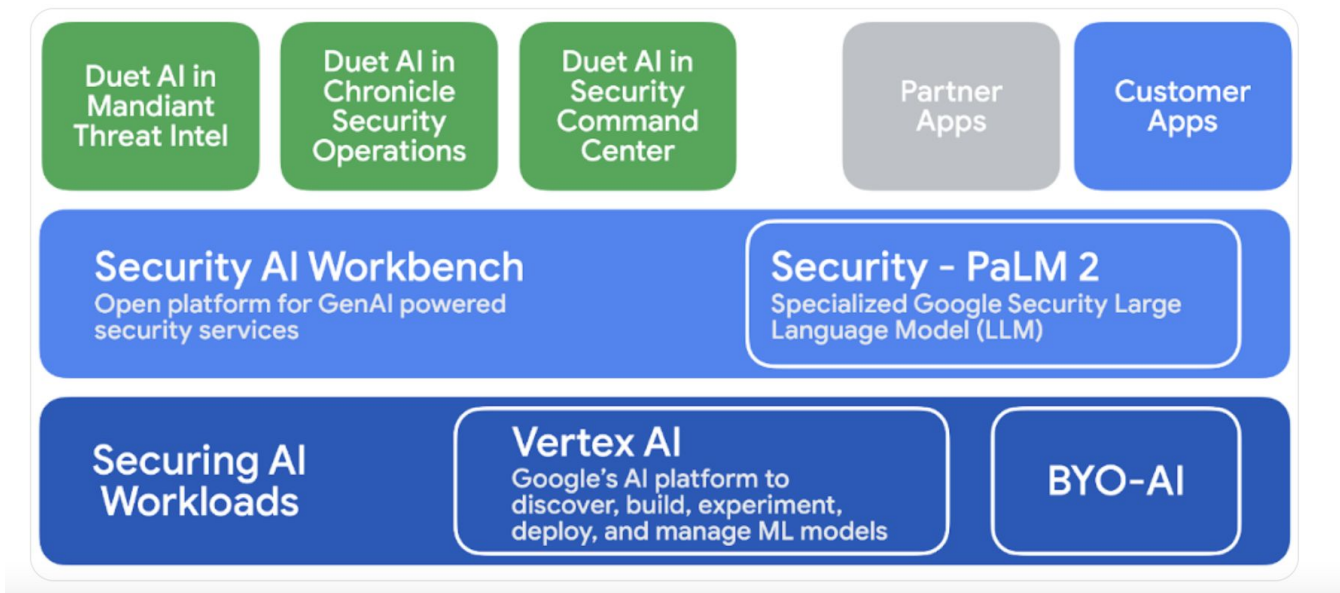 Duet AI in
Mandiant
Threat Intel
Duet AI in
Chronicle
Security
Operations
Duet AI in
Security
Command
Center
Partner
Apps
Customer
Apps
Security AI Workbench
Open platform for GenAI powered
security services
Security - PaLM 2
Specialized Google Security Large
Language Model (LLM)
Securing AI
Workloads
Vertex AI
Google's AI platform to
discover, build, experiment,
deploy, and manage ML models
BYO-AI